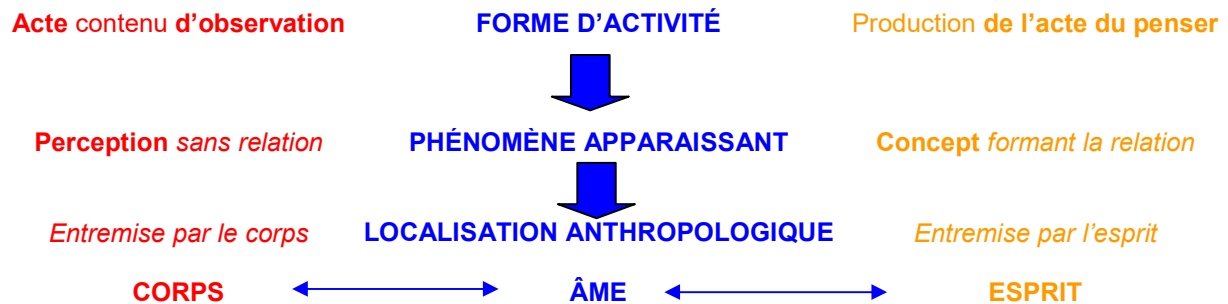 Acte contenu d'observation FORME D'ACTIVITÉ Production de l'acte du penser
Perception sans relation PHÉNOMÈNE APPARAISSANT Concept formant la relation
Entremise par le corps LOCALISATION ANTHROPOLOGIQUE Entremise par l'esprit
CORPS ÂME ESPRIT